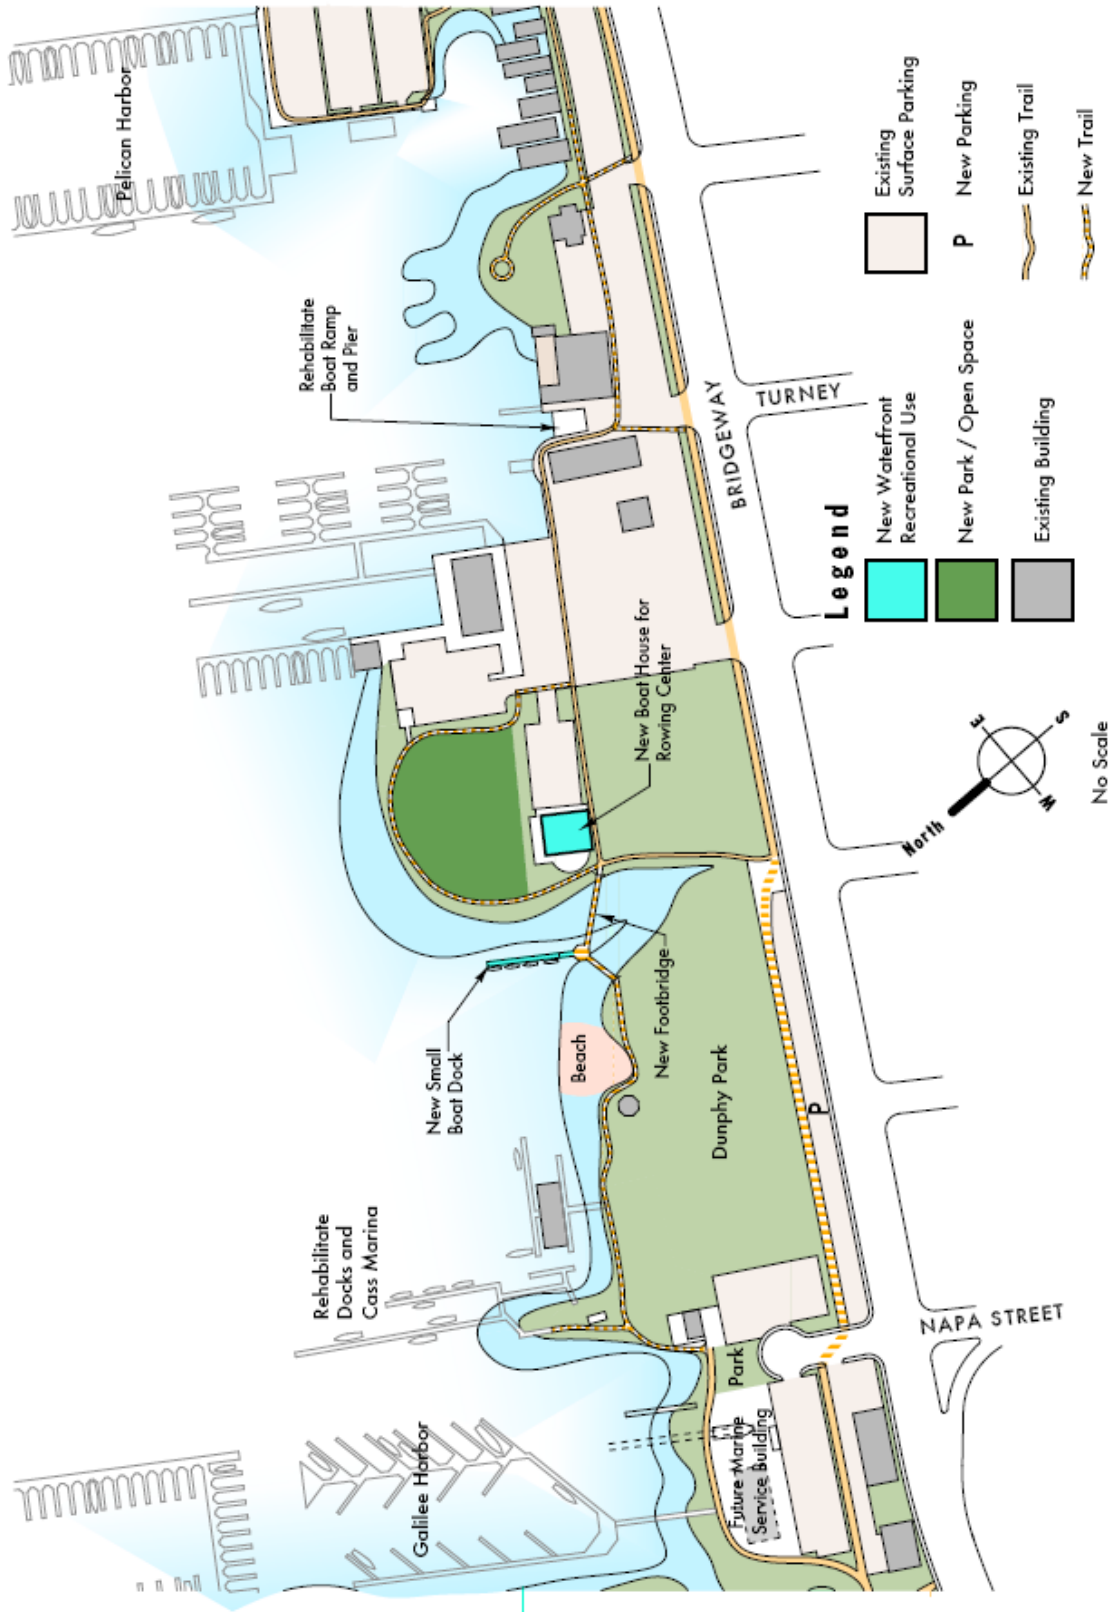 Pelican Harbor
Rehabilitate
Boat Ramp
and Pier
BRIDGEWAY
TURNEY
New Boat House for
Rowing Center
New Small
Boat Dock
Beach
New Footbridge
Dunphy Park
P
Rehabilitate
Docks and
Cass Marina
Galilee Harbor
Park
Future Marine
Service Building
NAPA STREET
Legend
New Waterfront
Recreational Use
New Park / Open Space
Existing Building
Existing
Surface Parking
P
New Parking
Existing Trail
New Trail
North
E
S
W
No Scale